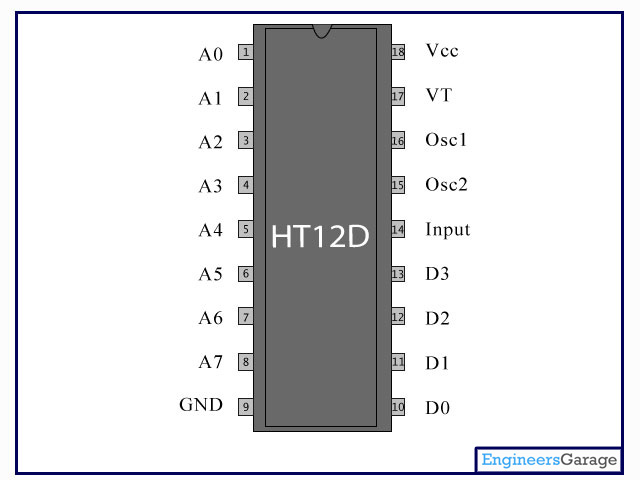 A0 1 18 Vcc
A1 2 17 VT
A2 3 16 Osc1
A3 4 15 Osc2
A4 5 14 Input
HT12D
A5 6 13 D3
A6 7 12 D2
A7 8 11 D1
GND 9 10 D0
EngineersGarage